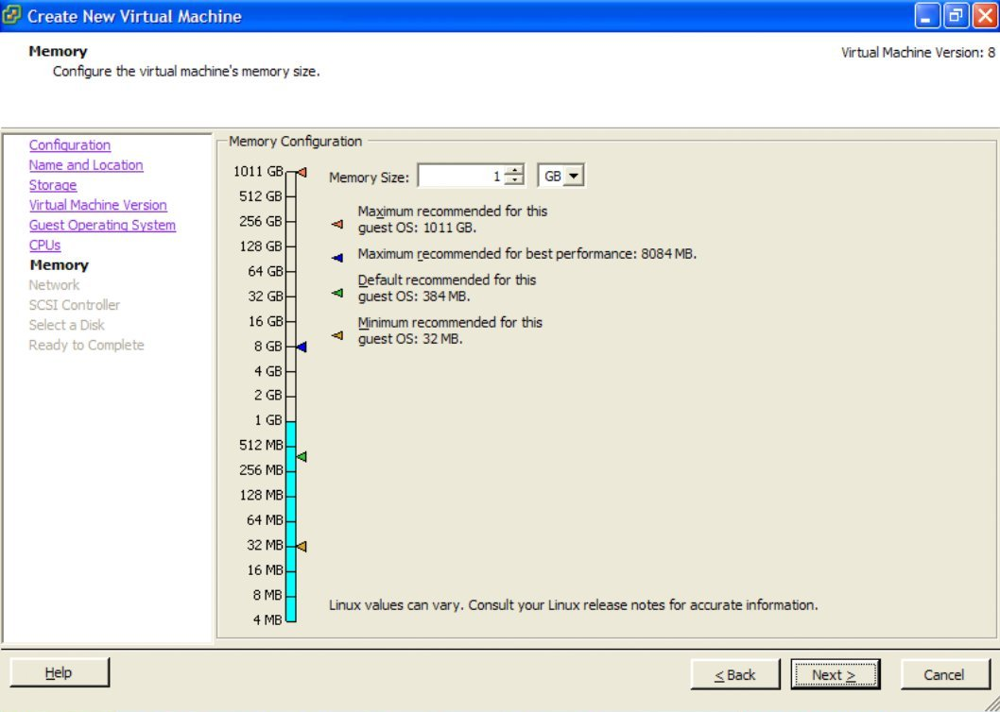 Create New Virtual Machine
Memory
Configure the virtual machine's memory size.
Virtual Machine Version: 8
Configuration
Name and Location
Storage
Virtual Machine Version
Guest Operating System
CPUs
Memory
Network
SCSI Controller
Select a Disk
Ready to Complete
Memory Configuration
1011 GB
512 GB
256 GB
128 GB
64 GB
32 GB
16 GB
8 GB
4 GB
2 GB
1 GB
512 MB
256 MB
128 MB
64 MB
32 MB
16 MB
8 MB
4 MB
Memory Size: 1 GB
Maximum recommended for this
guest OS: 1011 GB.
Maximum recommended for best performance: 8084 MB.
Default recommended for this
guest OS: 384 MB.
Minimum recommended for this
guest OS: 32 MB.
Linux values can vary. Consult your Linux release notes for accurate information.
Help
< Back
Next >
Cancel